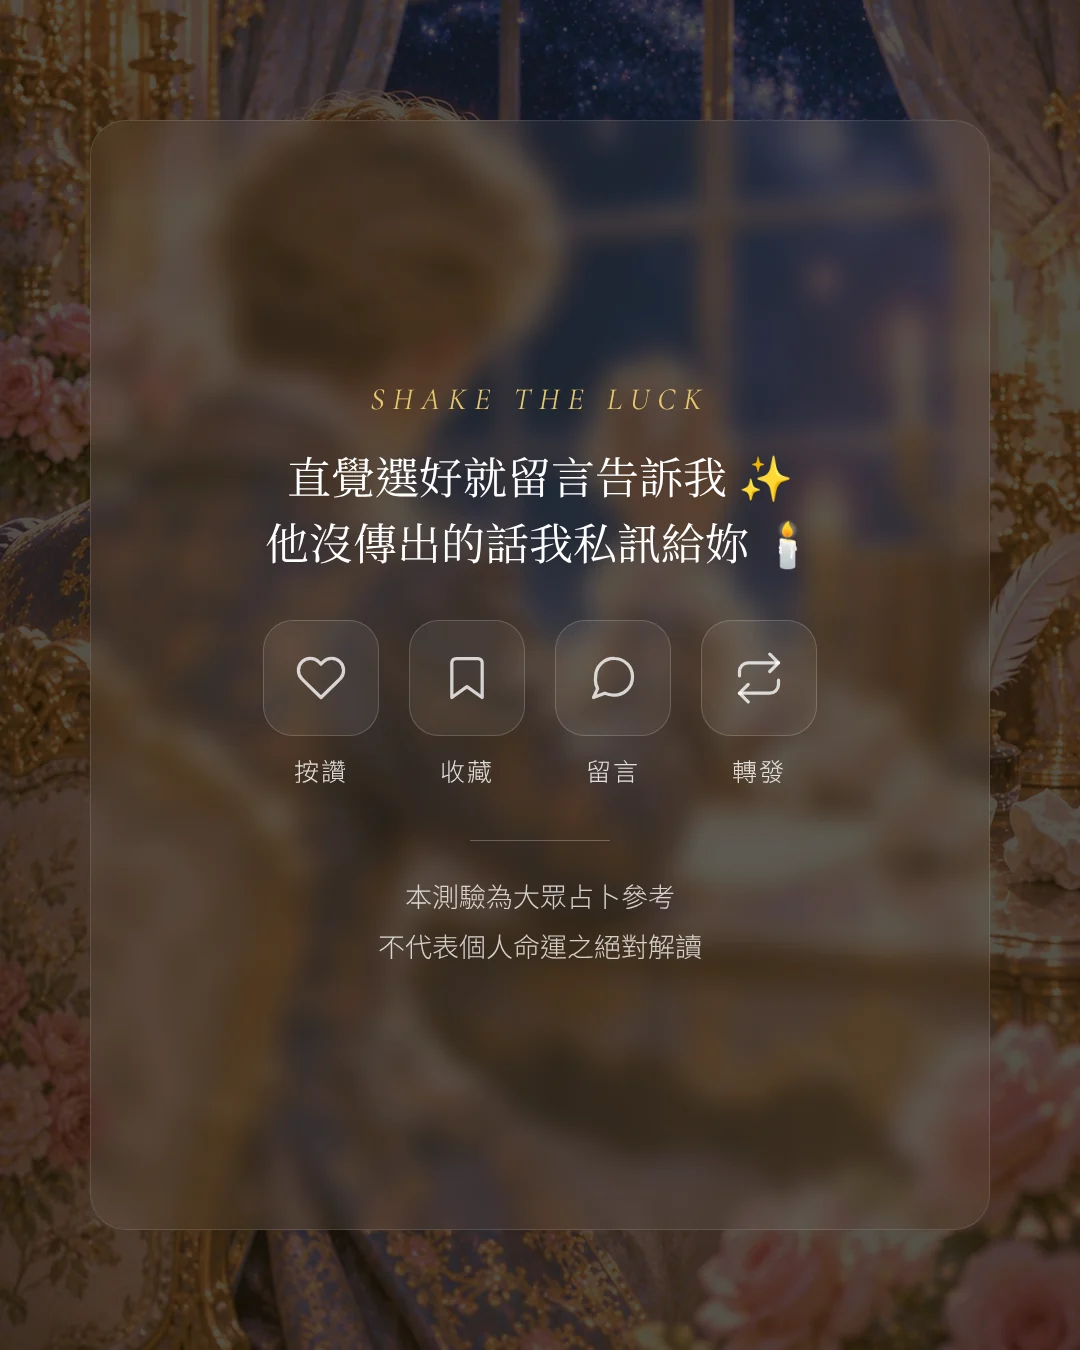 SHAKE THE LUCK
直覺選好就留言告訴我 ✨
他沒傳出的話我私訊給妳 🕯️
按讚 收藏 留言 轉發
本測驗為大眾占卜參考
不代表個人命運之絕對解讀